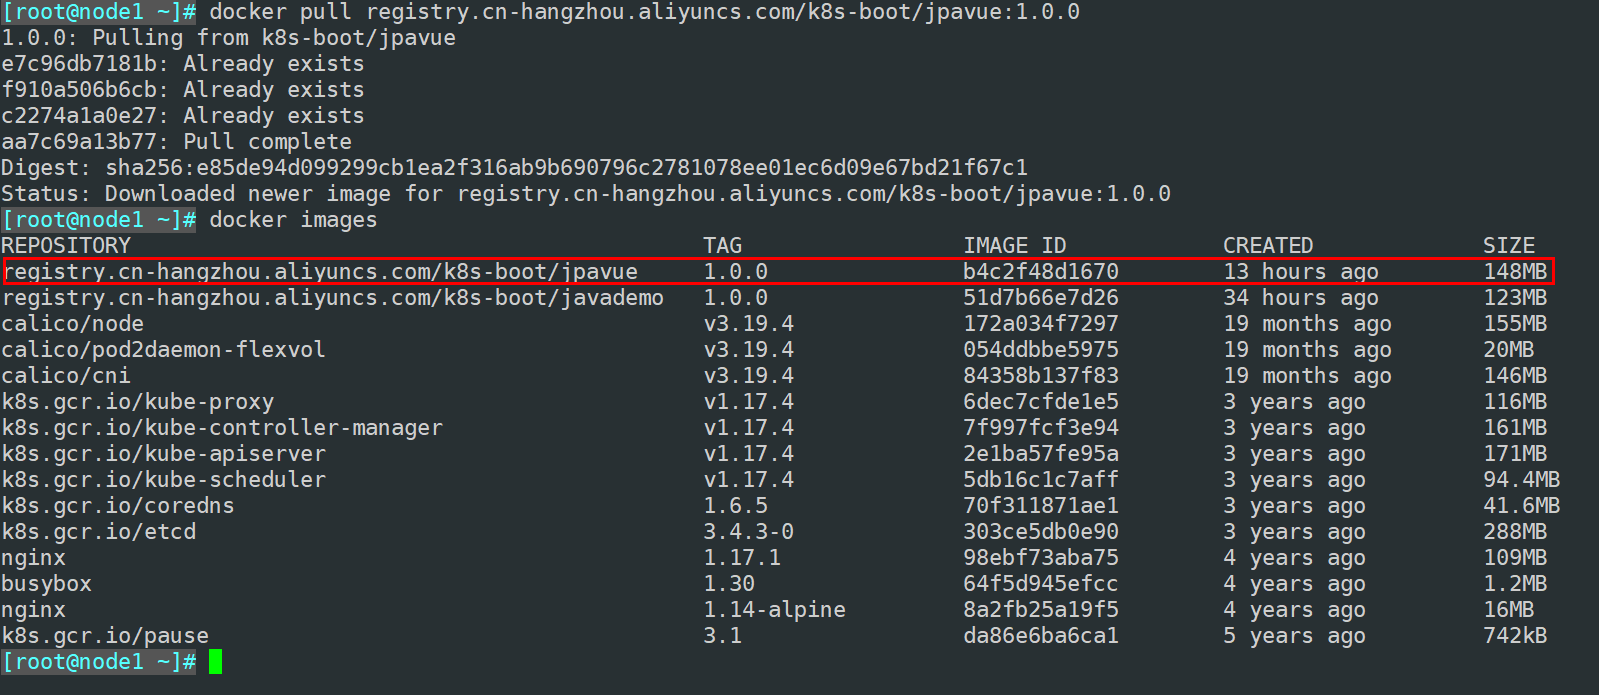 [root@node1 ~]# docker pull registry.cn-hangzhou.aliyuncs.com/k8s-boot/jpavue:1.0.0
1.0.0: Pulling from k8s-boot/jpavue
e7c96db7181b: Already exists
f910a506b6cb: Already exists
c2274a1a0e27: Already exists
aa7c69a13b77: Pull complete
Digest: sha256:e85de94d099299cb1ea2f316ab9b690796c2781078ee01ec6d09e67bd21f67c1
Status: Downloaded newer image for registry.cn-hangzhou.aliyuncs.com/k8s-boot/jpavue:1.0.0
[root@node1 ~]# docker images
REPOSITORY TAG IMAGE ID CREATED SIZE
registry.cn-hangzhou.aliyuncs.com/k8s-boot/jpavue 1.0.0 b4c2f48d1670 13 hours ago 148MB
registry.cn-hangzhou.aliyuncs.com/k8s-boot/javademo 1.0.0 51d7b66e7d26 34 hours ago 123MB
calico/node v3.19.4 172a034f7297 19 months ago 155MB
calico/pod2daemon-flexvol v3.19.4 054ddbbe5975 19 months ago 20MB
calico/cni v3.19.4 84358b137f83 19 months ago 146MB
k8s.gcr.io/kube-proxy v1.17.4 6dec7cfde1e5 3 years ago 116MB
k8s.gcr.io/kube-controller-manager v1.17.4 7f997fcf3e94 3 years ago 161MB
k8s.gcr.io/kube-apiserver v1.17.4 2e1ba57fe95a 3 years ago 171MB
k8s.gcr.io/kube-scheduler v1.17.4 5db16c1c7aff 3 years ago 94.4MB
k8s.gcr.io/coredns 1.6.5 70f311871ae1 3 years ago 41.6MB
k8s.gcr.io/etcd 3.4.3-0 303ce5db0e90 3 years ago 288MB
nginx 1.17.1 98ebf73aba75 4 years ago 109MB
busybox 1.30 64f5d945efcc 4 years ago 1.2MB
nginx 1.14-alpine 8a2fb25a19f5 4 years ago 16MB
k8s.gcr.io/pause 3.1 da86e6ba6ca1 5 years ago 742kB
[root@node1 ~]#